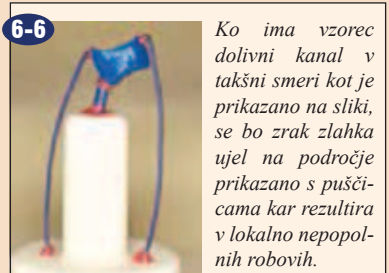 6-6
Ko ima vzorec
dolivni kanal v
takšni smeri kot je
prikazano na sliki,
se bo zrak zlahka
ujel na področje
prikazano s pušči-
cama kar rezultira
v lokalno nepopol-
nih robovih.